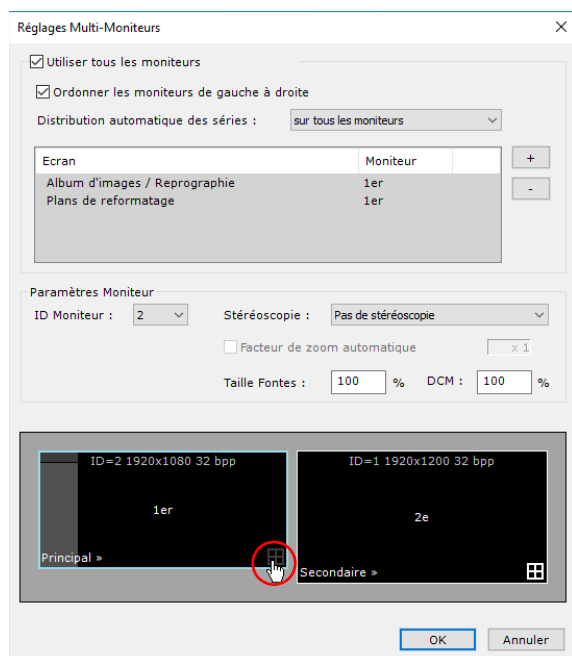 Réglages Multi-Moniteurs
Utiliser tous les moniteurs
Ordonner les moniteurs de gauche à droite
Distribution automatique des séries : sur tous les moniteurs
Ecran Moniteur +
Album d'images / Reprographie 1er
Plans de reformatage 1er -
Paramètres Moniteur
ID Moniteur : 2 Stéréoscopie : Pas de stéréoscopie
Facteur de zoom automatique x 1
Taille Fontes : 100 % DCM : 100 %
ID=2 1920x1080 32 bpp ID=1 1920x1200 32 bpp
1er 2e
Principal » Secondaire »
OK Annuler